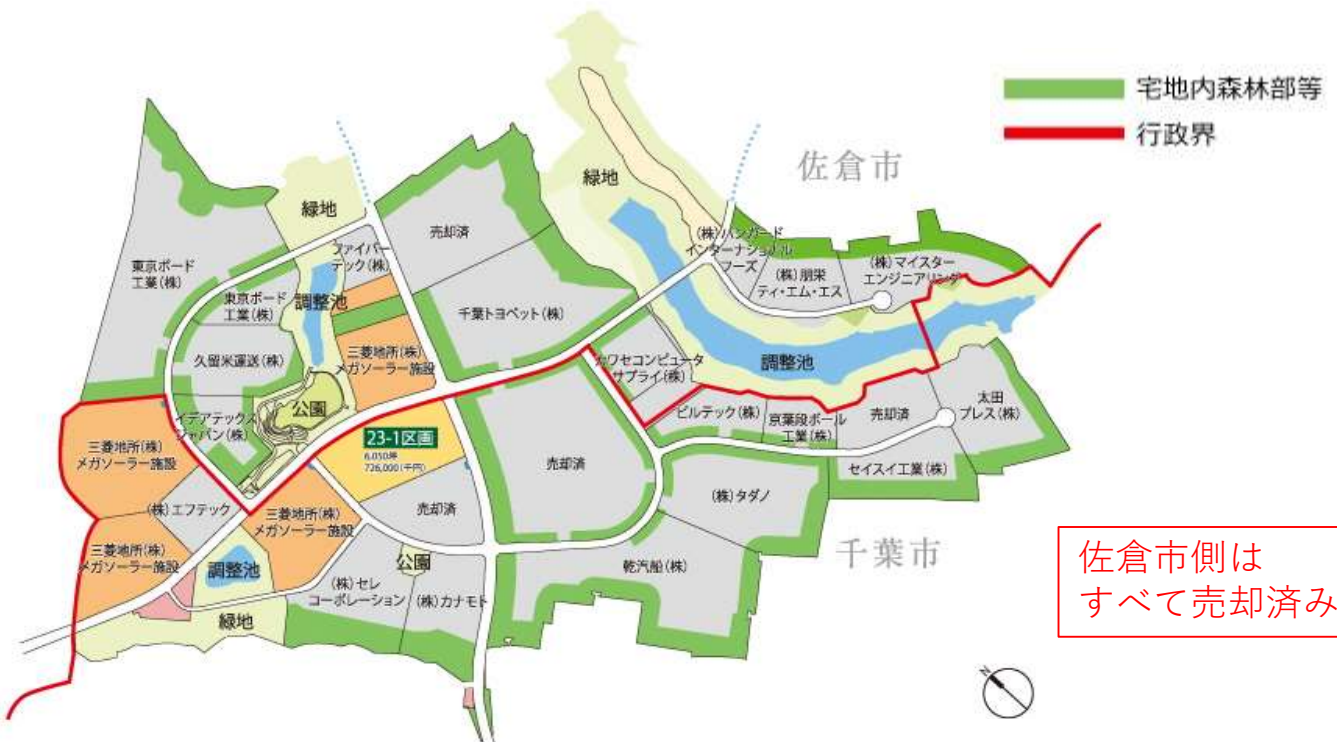 宅地内森林部等
行政界
佐倉市
緑地
緑地
売却済
(株)バンガード
インターナショナル
フーズ
(株)朋栄
ティ・エム・エス
(株)マイスター
エンジニアリング
ファイバー
テック(株)
東京ボード
工業(株)
東京ボード
工業(株)
調整池
千葉トヨペット(株)
久留米運送(株)
三菱地所(株)
メガソーラー施設
カワセコンピュータ
サプライ(株)
調整池
公園
イデアテックス
ジャパン(株)
ビルテック(株)
京葉段ボール
工業(株)
売却済
太田
プレス(株)
23-1区画
6,050坪
726,000(千円)
三菱地所(株)
メガソーラー施設
売却済
セイスイ工業(株)
(株)エフテック
三菱地所(株)
メガソーラー施設
売却済
(株)タダノ
三菱地所(株)
メガソーラー施設
調整池
公園
(株)セレ
コーポレーション
(株)カナモト
乾汽船(株)
千葉市
緑地
佐倉市側は
すべて売却済み
N